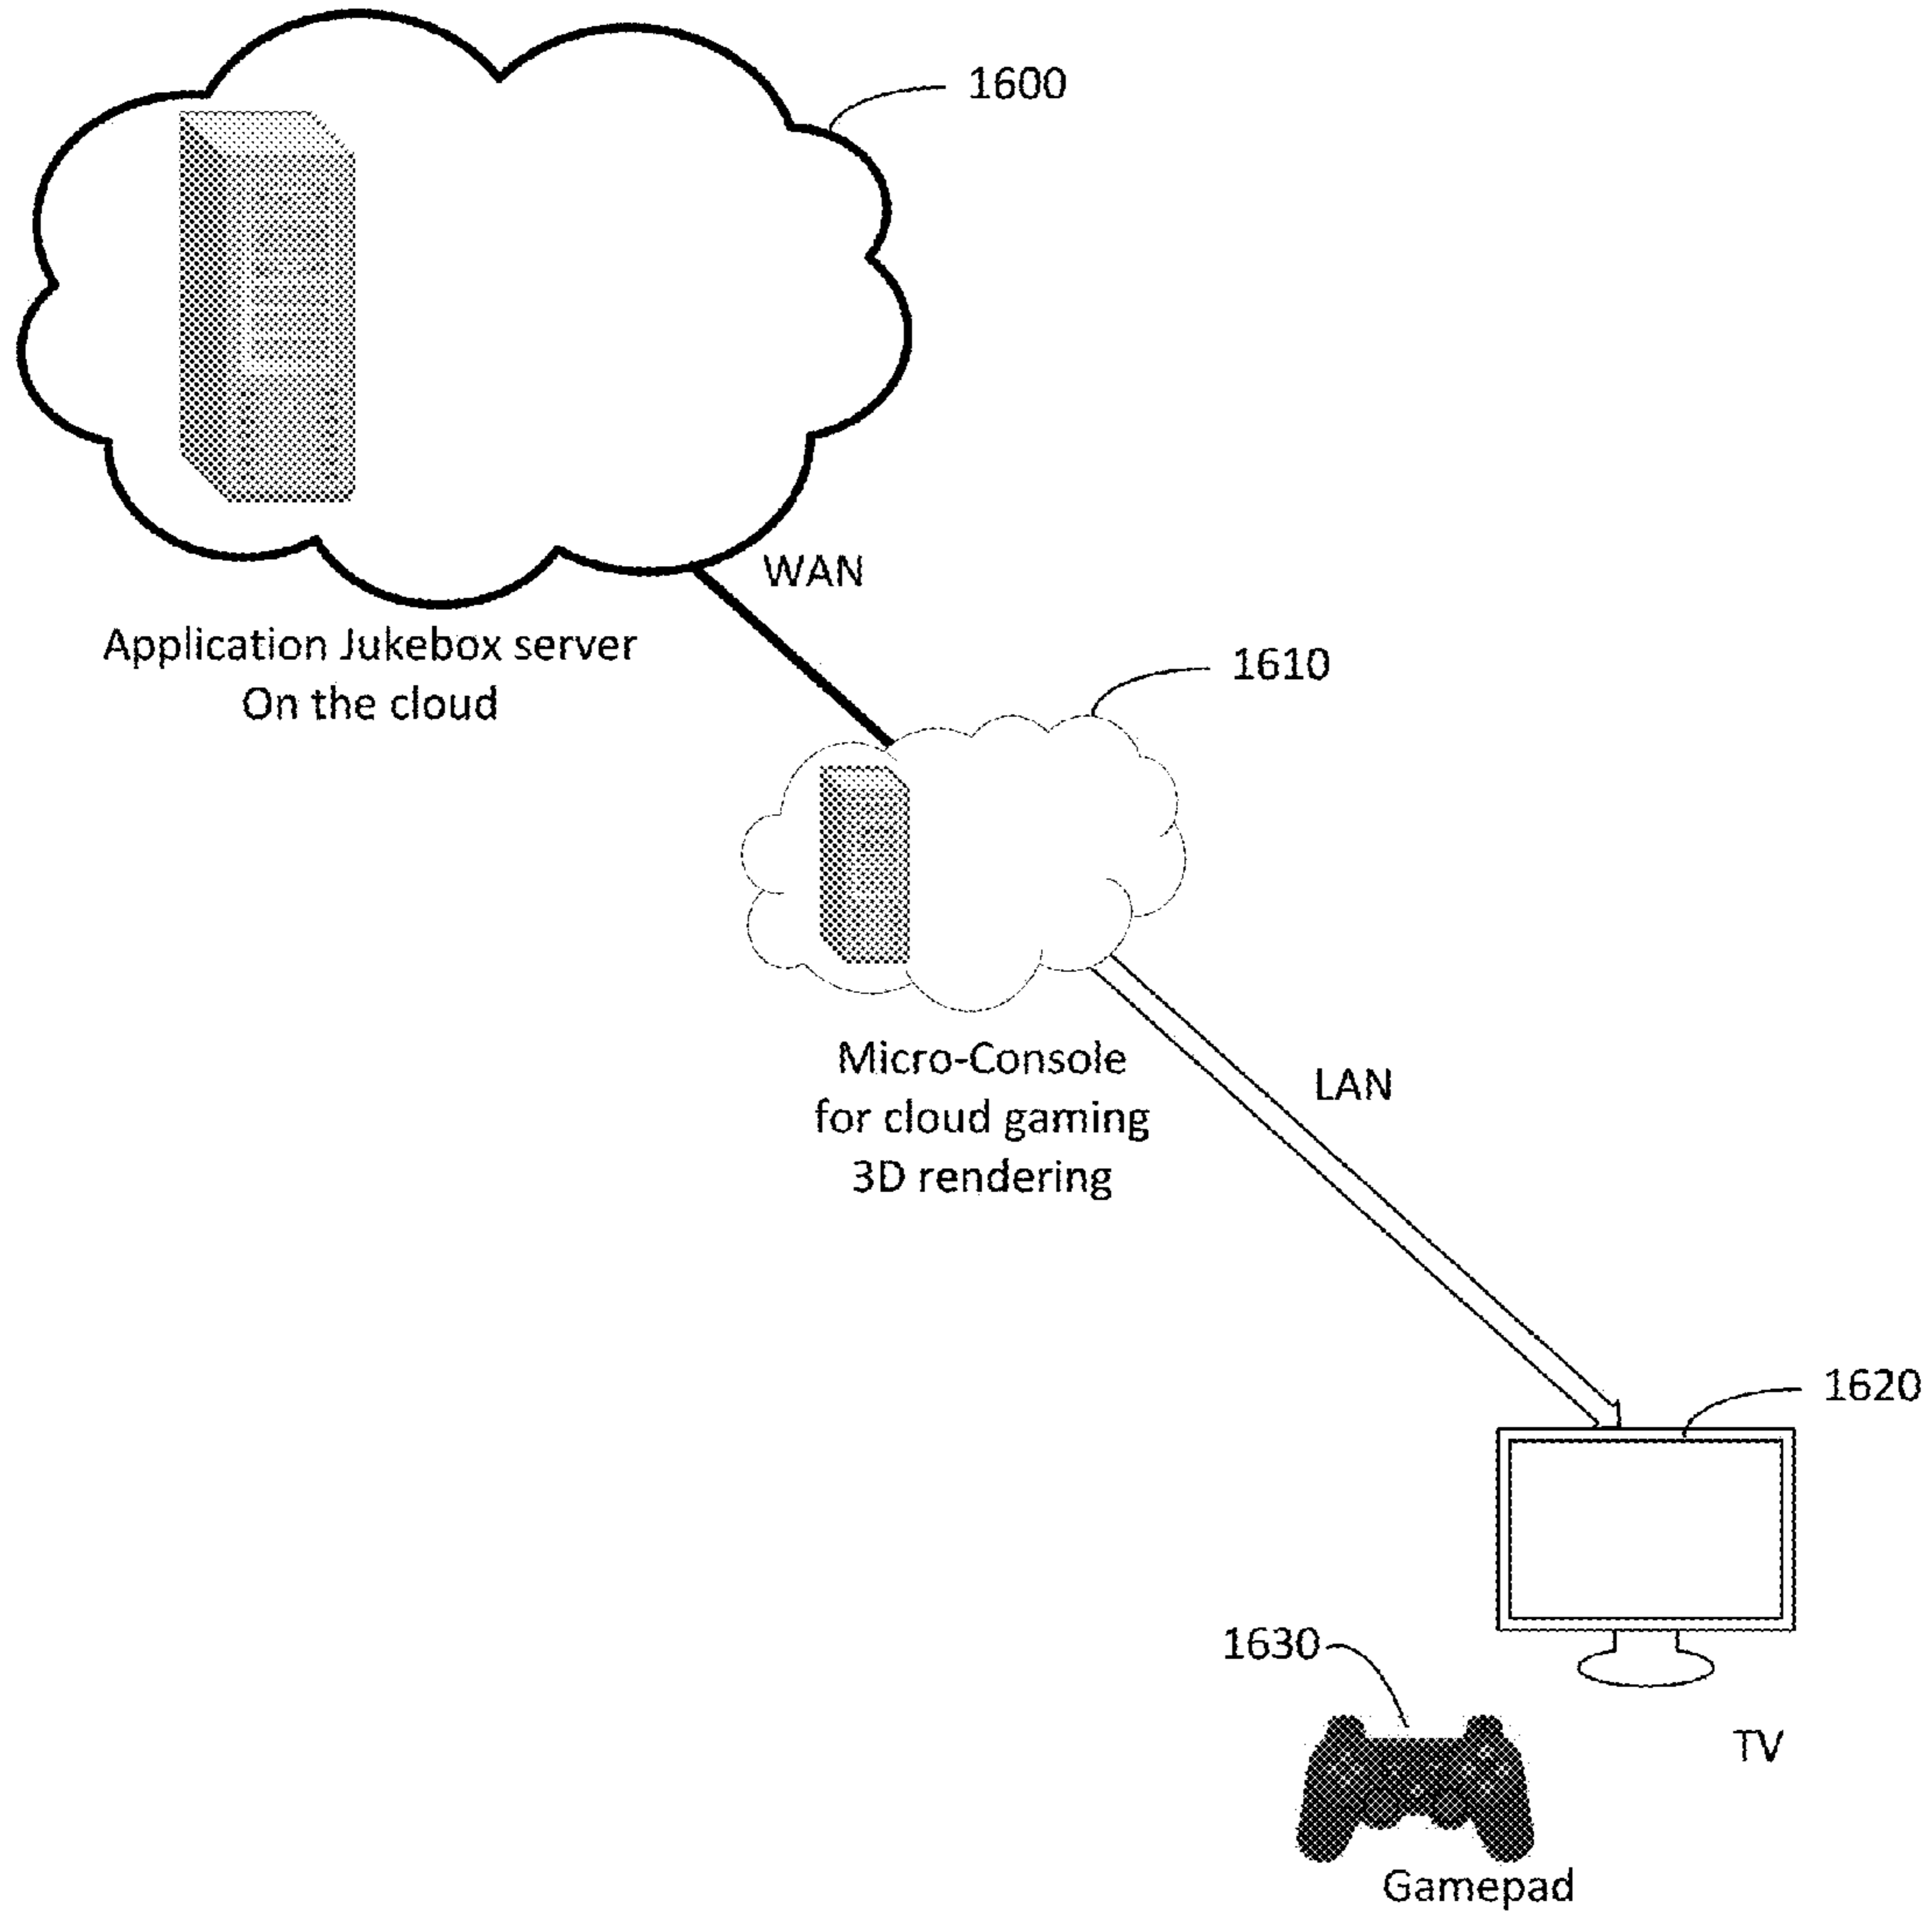 1600
WAN
Application Jukebox server
On the cloud
1610
Micro-Console
for cloud gaming
3D rendering
LAN
1620
1630
TV
Gamepad